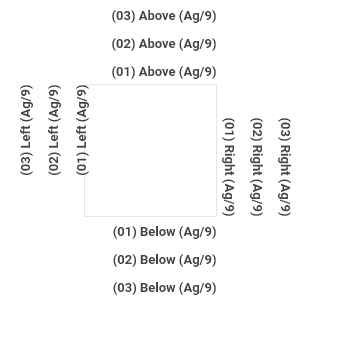 (03) Above (Ag/9)
(02) Above (Ag/9)
(01) Above (Ag/9)
(03) Left (Ag/9)
(02) Left (Ag/9)
(01) Left (Ag/9)
(01) Right (Ag/9)
(02) Right (Ag/9)
(03) Right (Ag/9)
(01) Below (Ag/9)
(02) Below (Ag/9)
(03) Below (Ag/9)